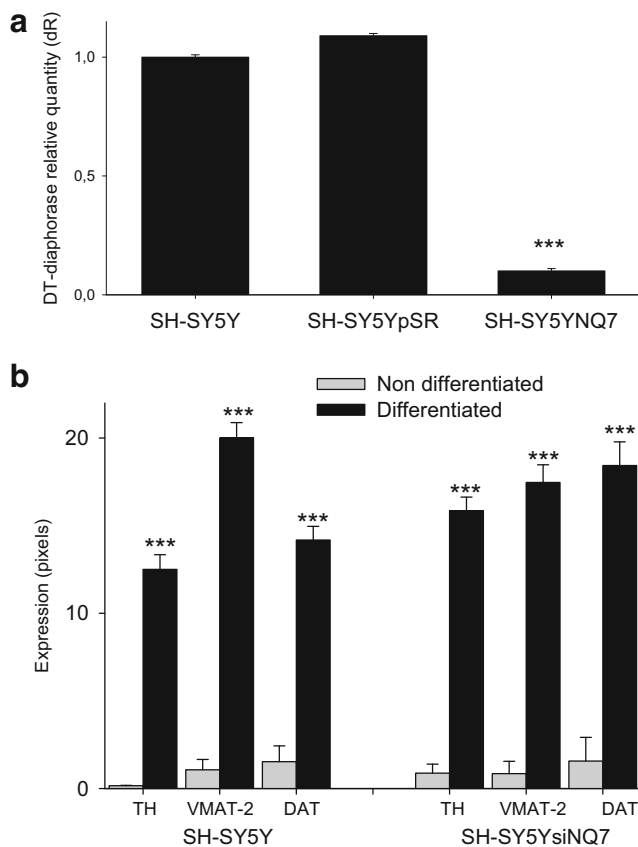 a
DT-diaphorase relative quantity (dR)
1,0
0,5
0,0
***
SH-SY5Y SH-SY5YpSR SH-SY5YNQ7
b
Non differentiated
Differentiated
Expression (pixels)
20
10
0
*** *** *** *** *** ***
TH VMAT-2 DAT TH VMAT-2 DAT
SH-SY5Y SH-SY5YsiNQ7